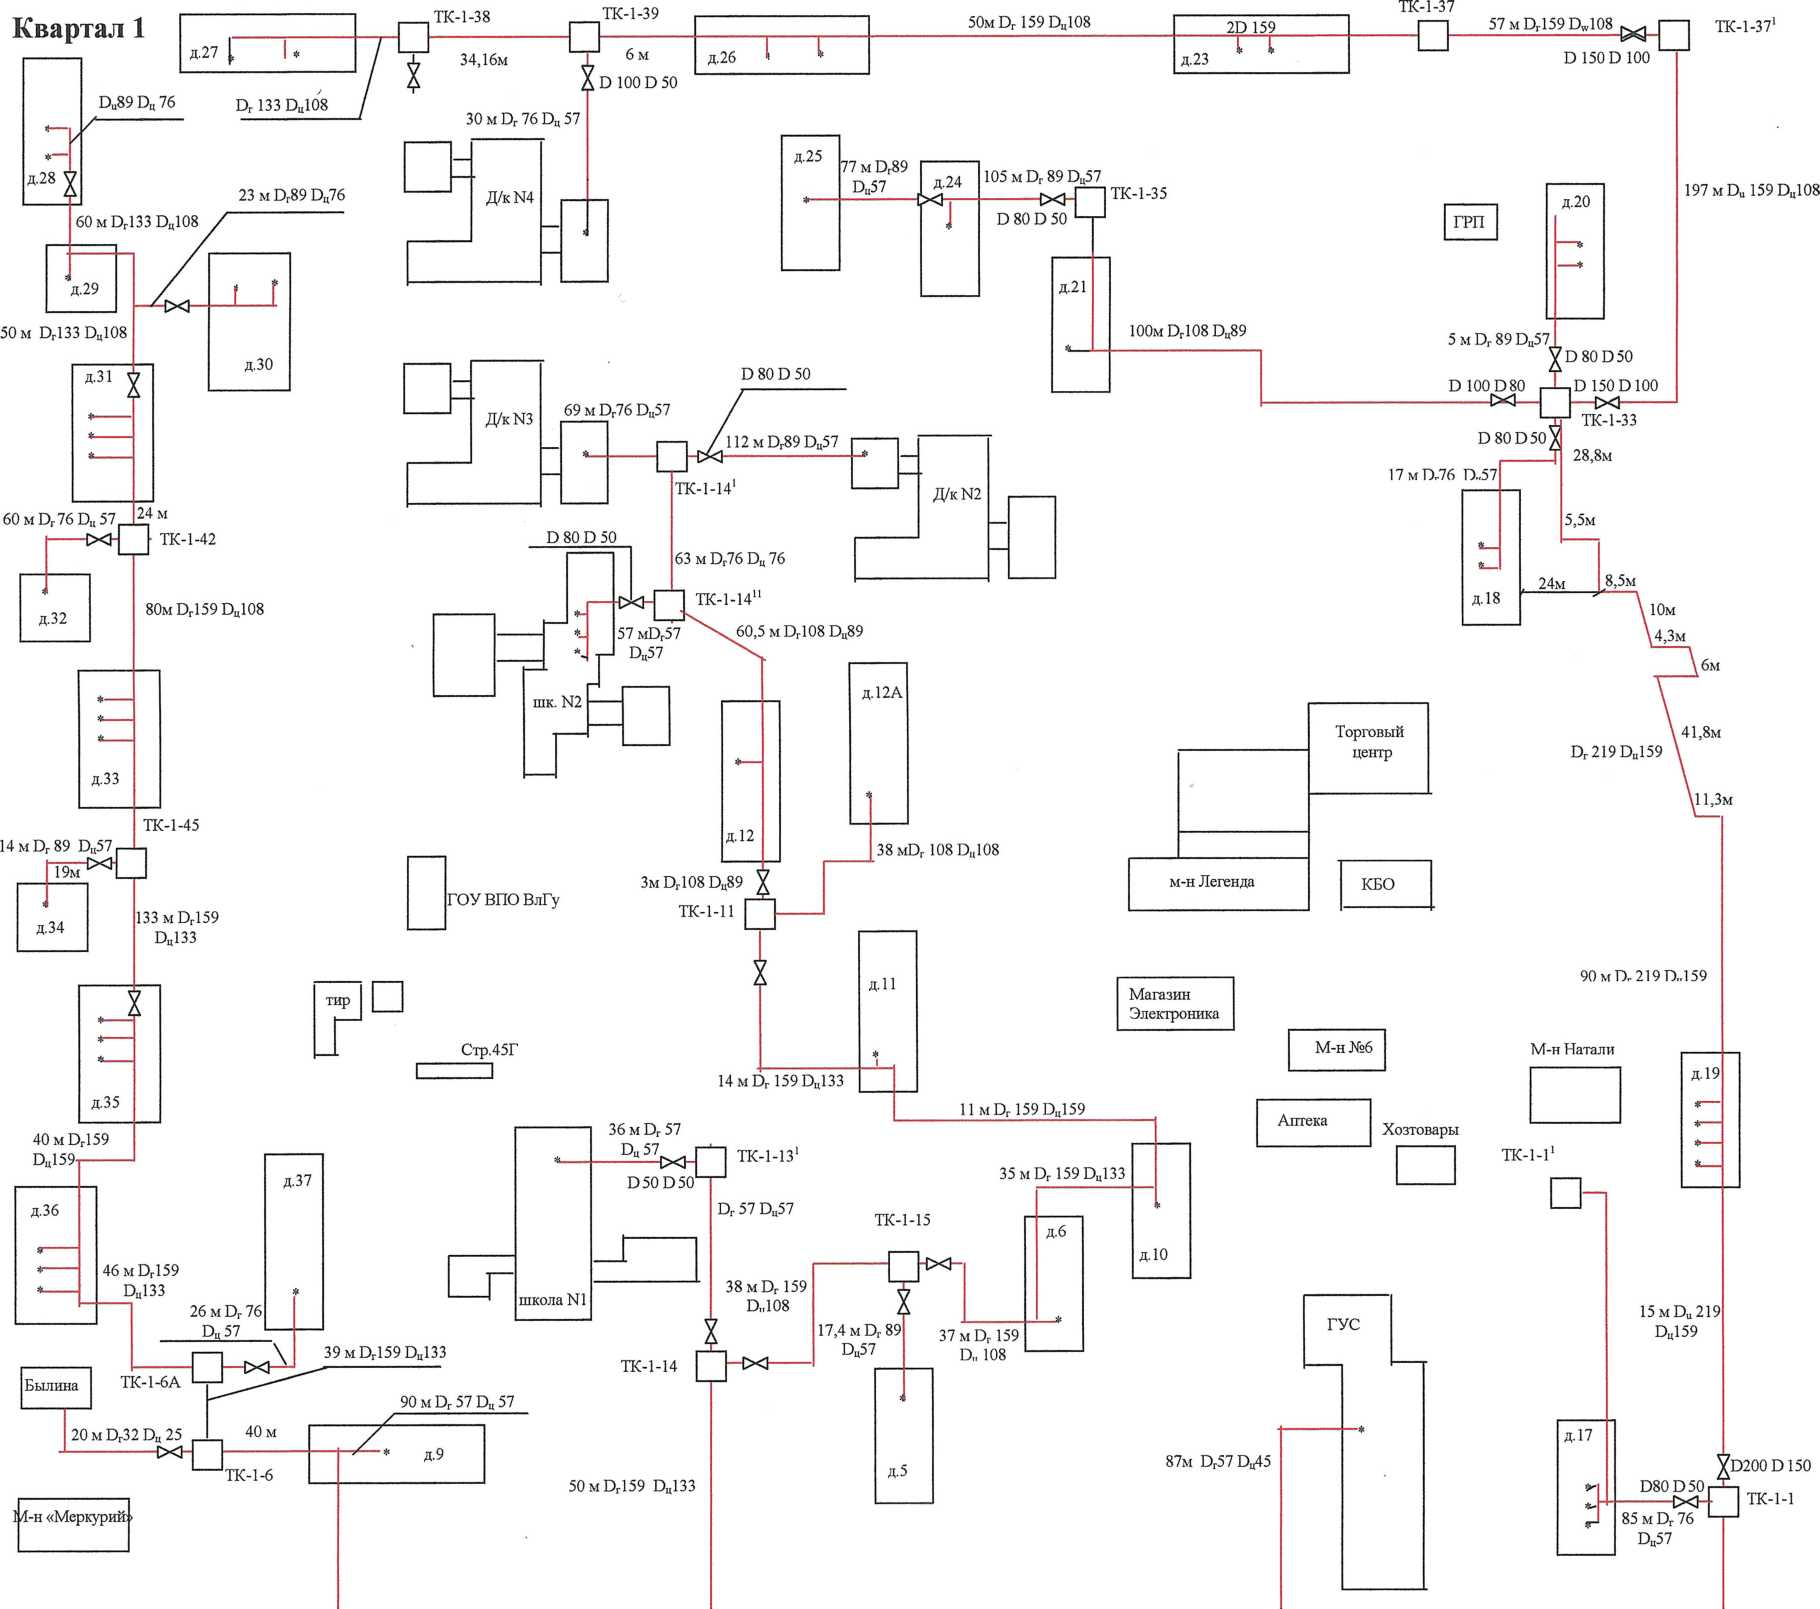 Квартал 1
ТК-1-38
ТК-1-39
50м Dг 159 Dц108
ТК-1-37
57 м Dг159 Dw108
ТК-1-37¹
2D 159
д.27
34,16м
6 м
д.26
д.23
D 150 D 100
D 100 D 50
Dц89 Dц 76
Dг 133 Dц108
30 м Dг 76 Dц 57
д.28
д.25
77 м Dг89
Dц57
д.24
105 м Dг 89 Dц57
D 80 D 50
ТК-1-35
197 м Dц 159 Dц108
д.20
ГРП
23 м Dг89 Dц76
Д/к N4
60 м Dг133 Dц108
д.29
д.21
50 м Dг133 Dц108
100м Dг108 Dц89
5 м Dг 89 Dц57
D 80 D 50
д.30
д.31
D 80 D 50
D 100 D 80
D 150 D 100
ТК-1-33
Д/к N3
69 м Dг76 Dц57
112 м Dг89 Dц57
D 80 D 50
28,8м
17 м
57
ТК-1-14¹
Д/к N2
60 м Dг76 Dц 57
24 м
ТК-1-42
5,5м
D 80 D 50
63 м Dг76 Dц 76
24м
8,5м
д.18
ТК-1-14¹¹
10м
80м Dг159 Dц108
д.32
57 мDг57
Dц57
60,5 м Dг108 Dц89
4,3м
6м
д.12А
шк. N2
Торговый
центр
41,8м
Dг 219 Dц159
д.33
11,3м
ТК-1-45
д.12
14 м Dг 89 Dц57
38 мDг 108 Dц108
19м
3м Dг108 Dц89
м-н Легенда
КБО
ГОУ ВПО ВлГу
ТК-1-11
133 м Dг159
Dц133
д.34
90 м
219
159
д.11
тир
Магазин
Электроника
М-н №6
М-н Натали
Стр.45Г
д.19
14 м Dг 159 Dц133
д.35
11 м Dг 159 Dц159
Аптека
Хозтовары
40 м Dг159
Dц159
36 м Dг 57
Dц 57
ТК-1-13¹
ТК-1-1¹
D 50 D 50
35 м Dг 159 Dц133
д.37
д.36
Dг 57 Dц57
ТК-1-15
д.6
д.10
46 м Dг159
Dц133
38 м Dг 159
Dц108
школа N1
26 м Dг 76
Dц 57
15 м Dц 219
Dц159
ГУС
17,4 м Dг 89
Dц57
37 м Dг 159
Dц 108
39 м Dг159 Dц133
ТК-1-14
ТК-1-6А
Былина
90 м Dг 57 Dц 57
20 м Dг32 Dц 25
40 м
д.9
ТК-1-6
д.17
87м Dг57 Dц45
D200 D 150
д.5
50 м Dг159 Dц133
D80 D 50
ТК-1-1
85 м Dг 76
Dц57
М-н «Меркурий»